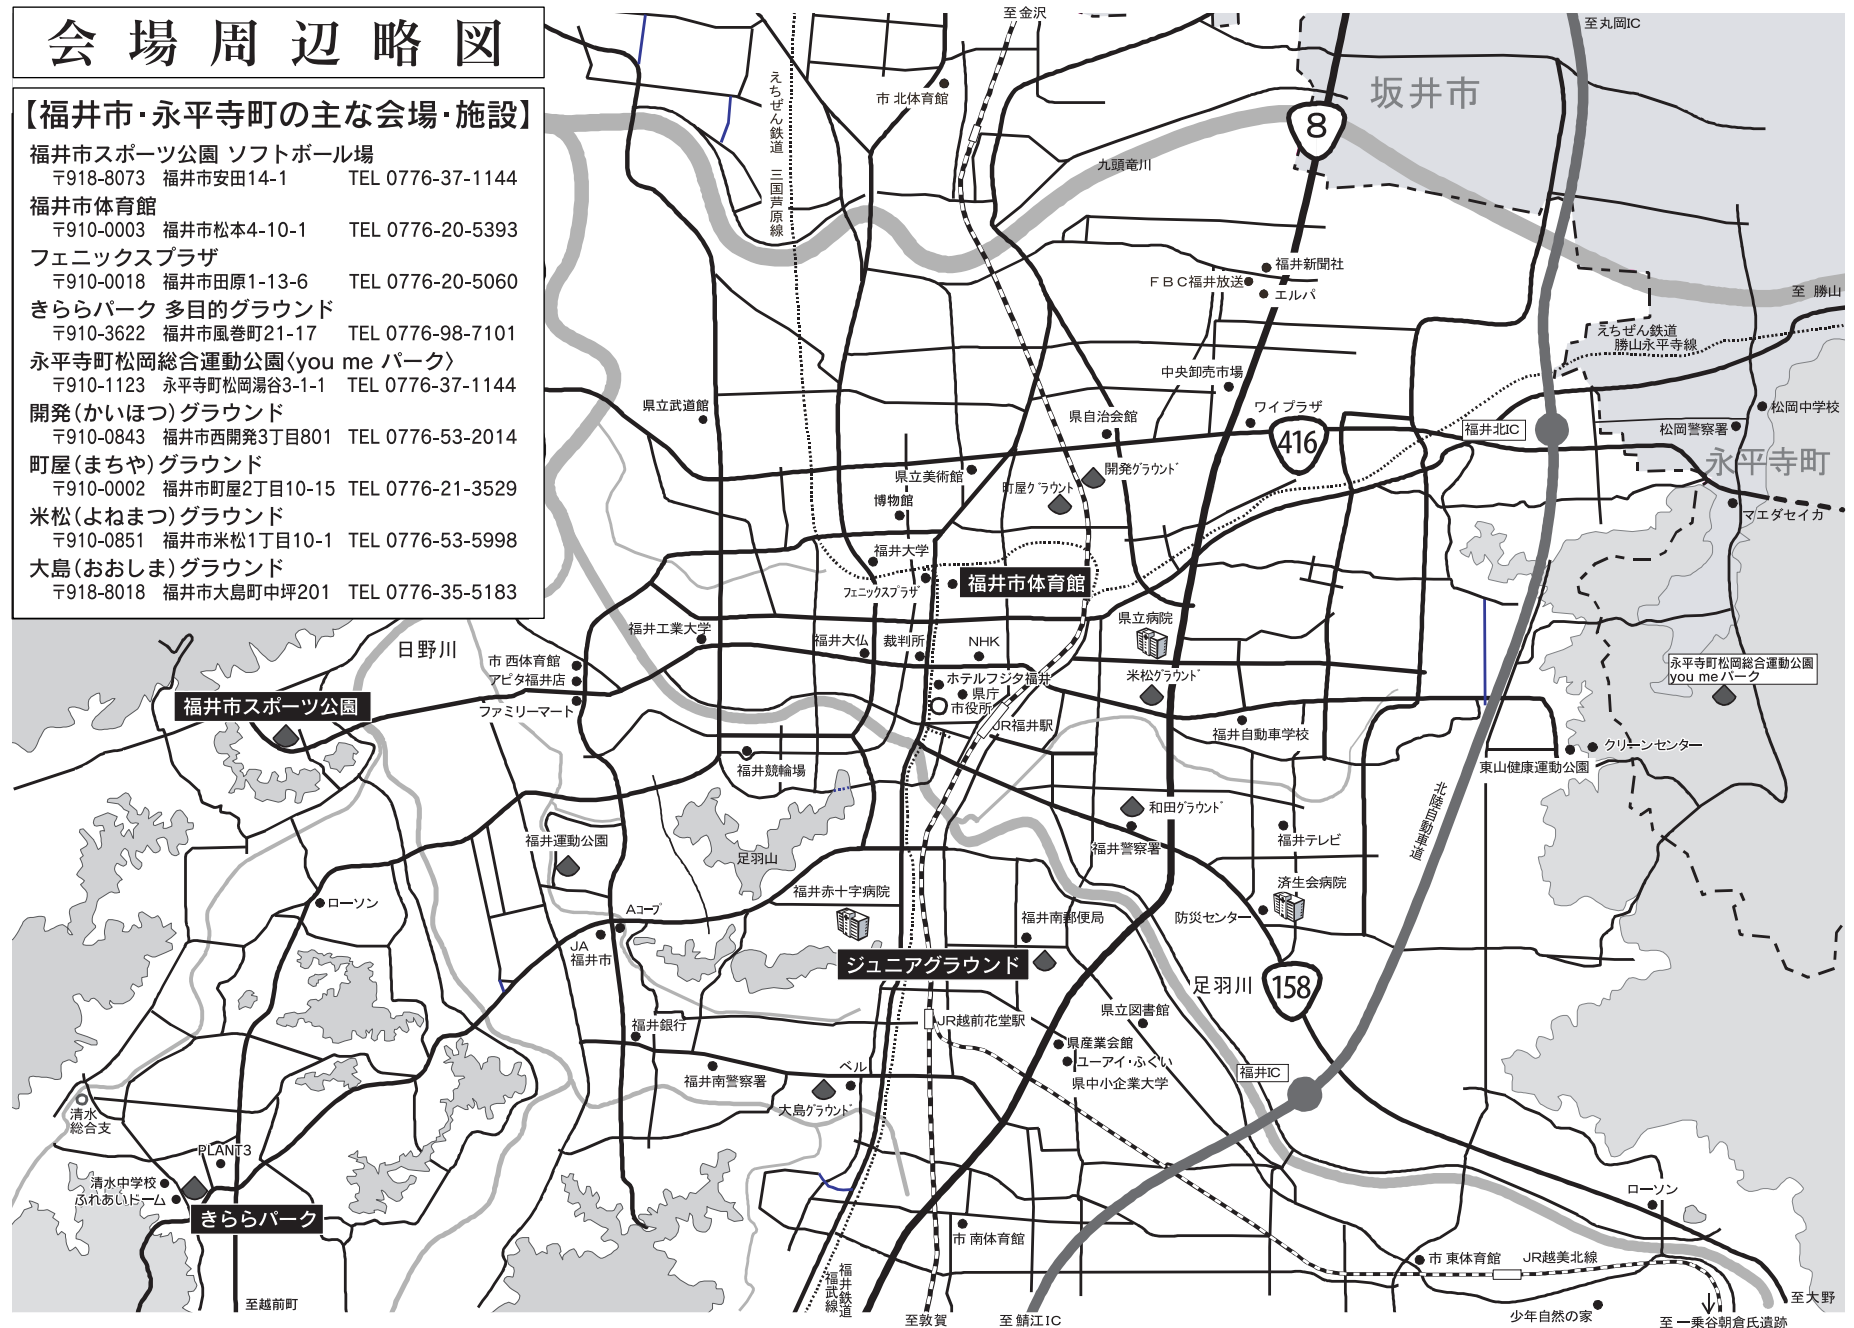 会場周辺略図
【福井市・永平寺町の主な会場・施設】
福井市スポーツ公園 ソフトボール場
〒918-8073 福井市安田14-1 TEL 0776-37-1144
福井市体育館
〒910-0003 福井市松本4-10-1 TEL 0776-20-5393
フェニックスプラザ
〒910-0018 福井市田原1-13-6 TEL 0776-20-5060
きららパーク 多目的グラウンド
〒910-3622 福井市風巻町21-17 TEL 0776-98-7101
永平寺町松岡総合運動公園〈you me パーク〉
〒910-1123 永平寺町松岡湯谷3-1-1 TEL 0776-37-1144
開発(かいほつ)グラウンド
〒910-0843 福井市西開発3丁目801 TEL 0776-53-2014
町屋(まちや)グラウンド
〒910-0002 福井市町屋2丁目10-15 TEL 0776-21-3529
米松(よねまつ)グラウンド
〒910-0851 福井市米松1丁目10-1 TEL 0776-53-5998
大島(おおしま)グラウンド
〒918-8018 福井市大島町中坪201 TEL 0776-35-5183
至金沢
至丸岡IC
坂井市
市 北体育館
えちぜん鉄道 三国芦原線
8
九頭竜川
福井新聞社
FBC福井放送
エルパ
至 勝山
えちぜん鉄道
勝山永平寺線
中央卸売市場
県立武道館
県自治会館
ワイプラザ
416
福井北IC
松岡中学校
松岡警察署
永平寺町
県立美術館
開発グラウンド
町屋グラウント
博物館
マエダセイカ
福井大学
フェニックスプラザ
福井市体育館
県立病院
福井工業大学
福井大仏
裁判所
NHK
日野川
市 西体育館
アピタ福井店
ファミリーマート
ホテルフジタ福井
県庁
市役所
米松グラウンド
永平寺町松岡総合運動公園
you me パーク
福井市スポーツ公園
JR福井駅
福井自動車学校
クリーンセンター
東山健康運動公園
福井競輪場
北陸自動車道
和田グラウンド
福井運動公園
足羽山
福井警察署
福井テレビ
福井赤十字病院
済生会病院
ローソン
Aコープ
福井南郵便局
防災センター
JA
福井市
ジュニアグラウンド
足羽川
158
福井銀行
JR越前花堂駅
県立図書館
県産業会館
ユーアイ・ふくい
県中小企業大学
福井南警察署
ベル
大島グラウンド
福井IC
清水
総合支
PLANT3
清水中学校
ふれあいドーム
きららパーク
ローソン
市 南体育館
市 東体育館
JR越美北線
福井鉄道
福武線
至越前町
至敦賀
至鯖江IC
少年自然の家
至大野
至 一乗谷朝倉氏遺跡